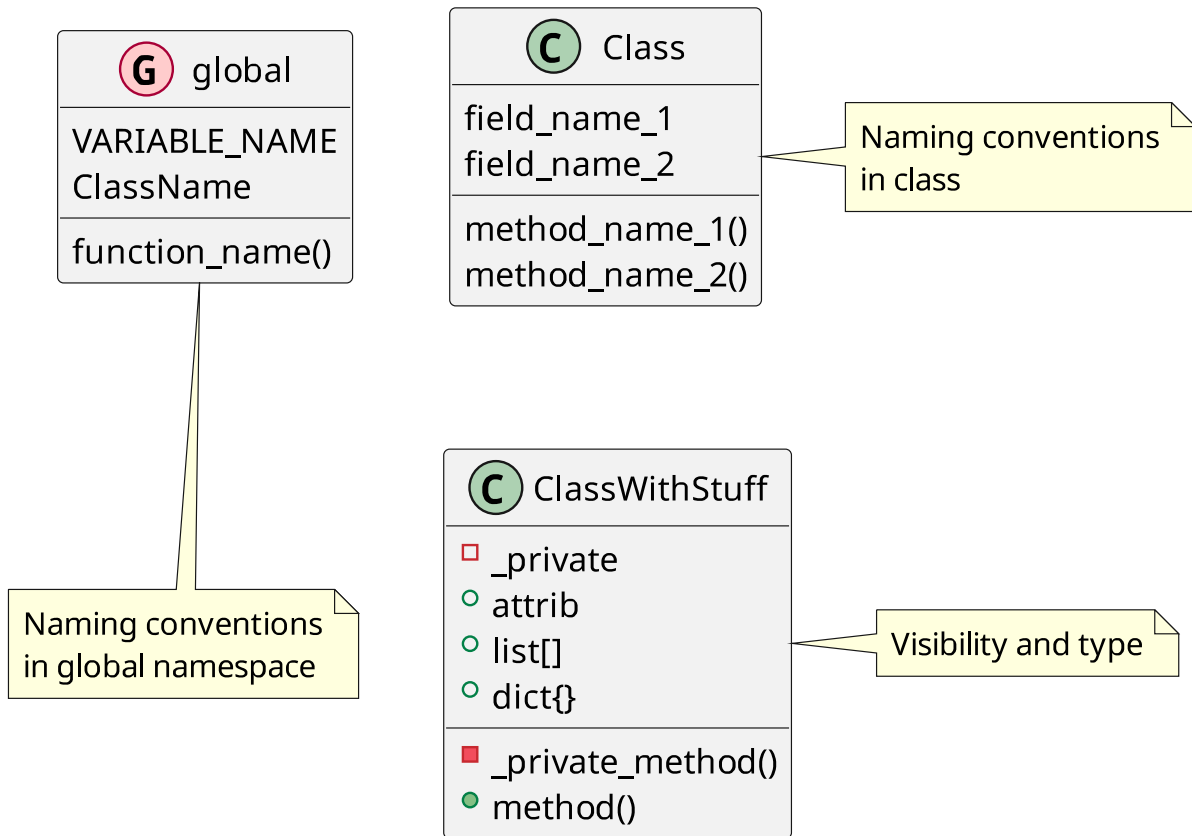 G global
VARIABLE_NAME
ClassName
function_name()
Naming conventions
in global namespace
C Class
field_name_1
field_name_2
method_name_1()
method_name_2()
Naming conventions
in class
C ClassWithStuff
_private
attrib
list[]
dict{}
_private_method()
method()
Visibility and type